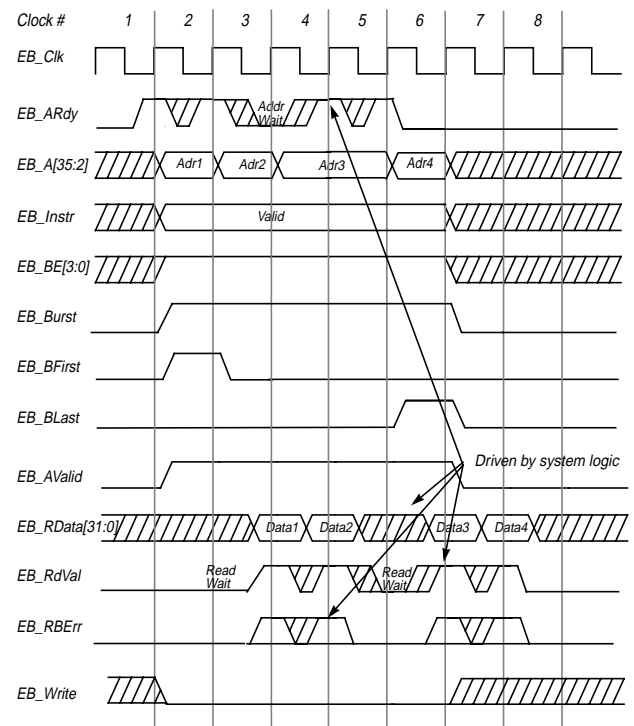 Clock # 1 2 3 4 5 6 7 8
EB_Clk
EB_ARdy
Addr
Wait
EB_A[35:2] Adr1 Adr2 Adr3 Adr4
EB_Instr Valid
EB_BE[3:0]
EB_Burst
EB_BFirst
EB_BLast
Driven by system logic
EB_AValid
EB_RData[31:0] Data1 Data2 Data3 Data4
EB_RdVal
Read
Wait
Read
Wait
EB_RBErr
EB_Write